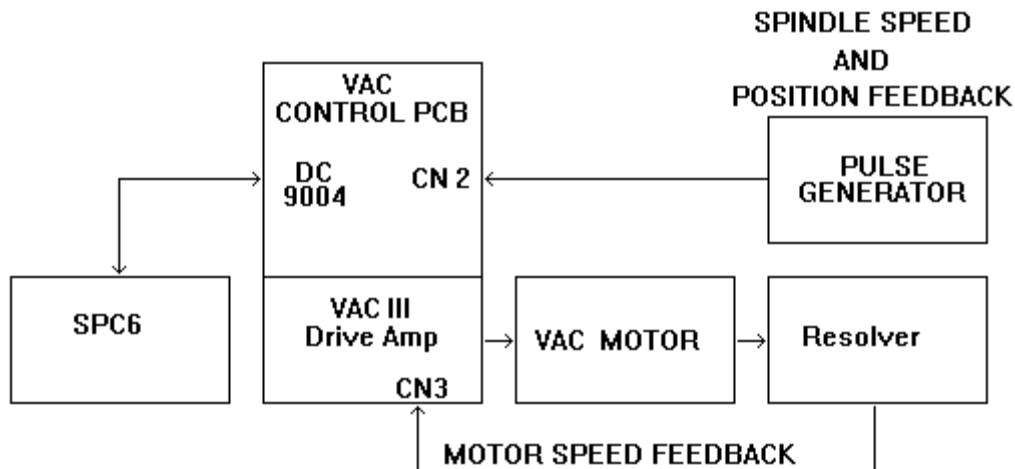 SPINDLE SPEED
AND
POSITION FEEDBACK
VAC
CONTROL PCB
DC
9004
CN 2
PULSE
GENERATOR
SPC6
VAC III
Drive Amp
CN3
VAC MOTOR
Resolver
MOTOR SPEED FEEDBACK